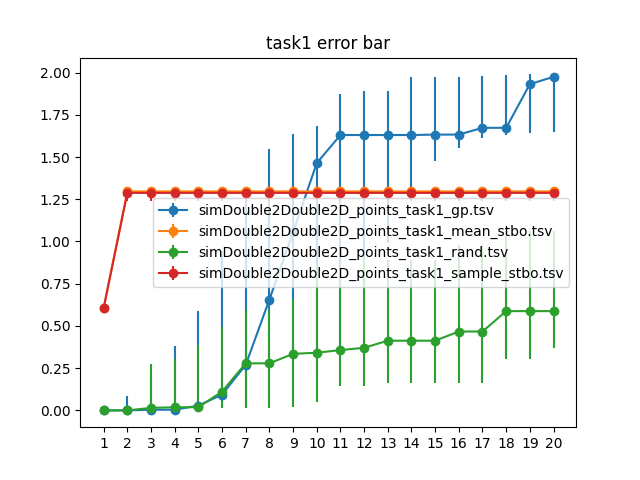 task1 error bar
2.00
1.75
1.50
1.25
1.00
0.75
0.50
0.25
0.00
simDouble2Double2D_points_task1_gp.tsv
simDouble2Double2D_points_task1_mean_stbo.tsv
simDouble2Double2D_points_task1_rand.tsv
simDouble2Double2D_points_task1_sample_stbo.tsv
1 2 3 4 5 6 7 8 9 10 11 12 13 14 15 16 17 18 19 20